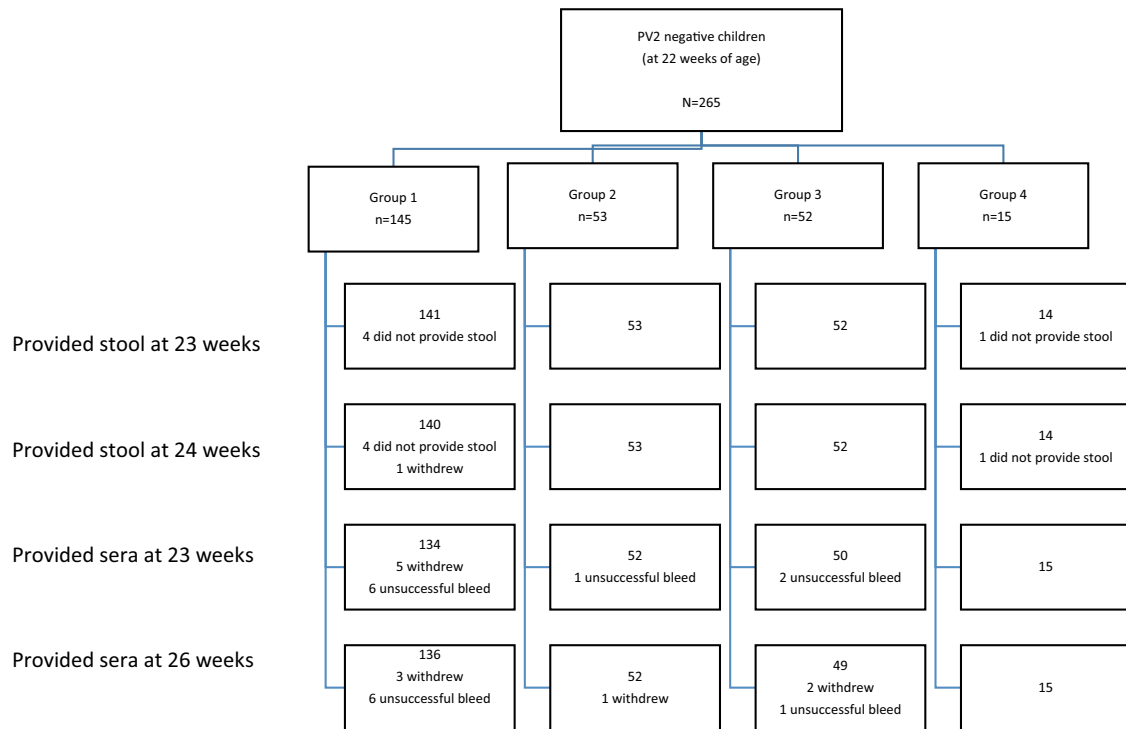 PV2 negative children
(at 22 weeks of age)
N=265
Group 1
n=145
Group 2
n=53
Group 3
n=52
Group 4
n=15
Provided stool at 23 weeks
141
4 did not provide stool
53
52
14
1 did not provide stool
Provided stool at 24 weeks
140
4 did not provide stool
1 withdrew
53
52
14
1 did not provide stool
Provided sera at 23 weeks
134
5 withdrew
6 unsuccessful bleed
52
1 unsuccessful bleed
50
2 unsuccessful bleed
15
Provided sera at 26 weeks
136
3 withdrew
6 unsuccessful bleed
52
1 withdrew
49
2 withdrew
1 unsuccessful bleed
15